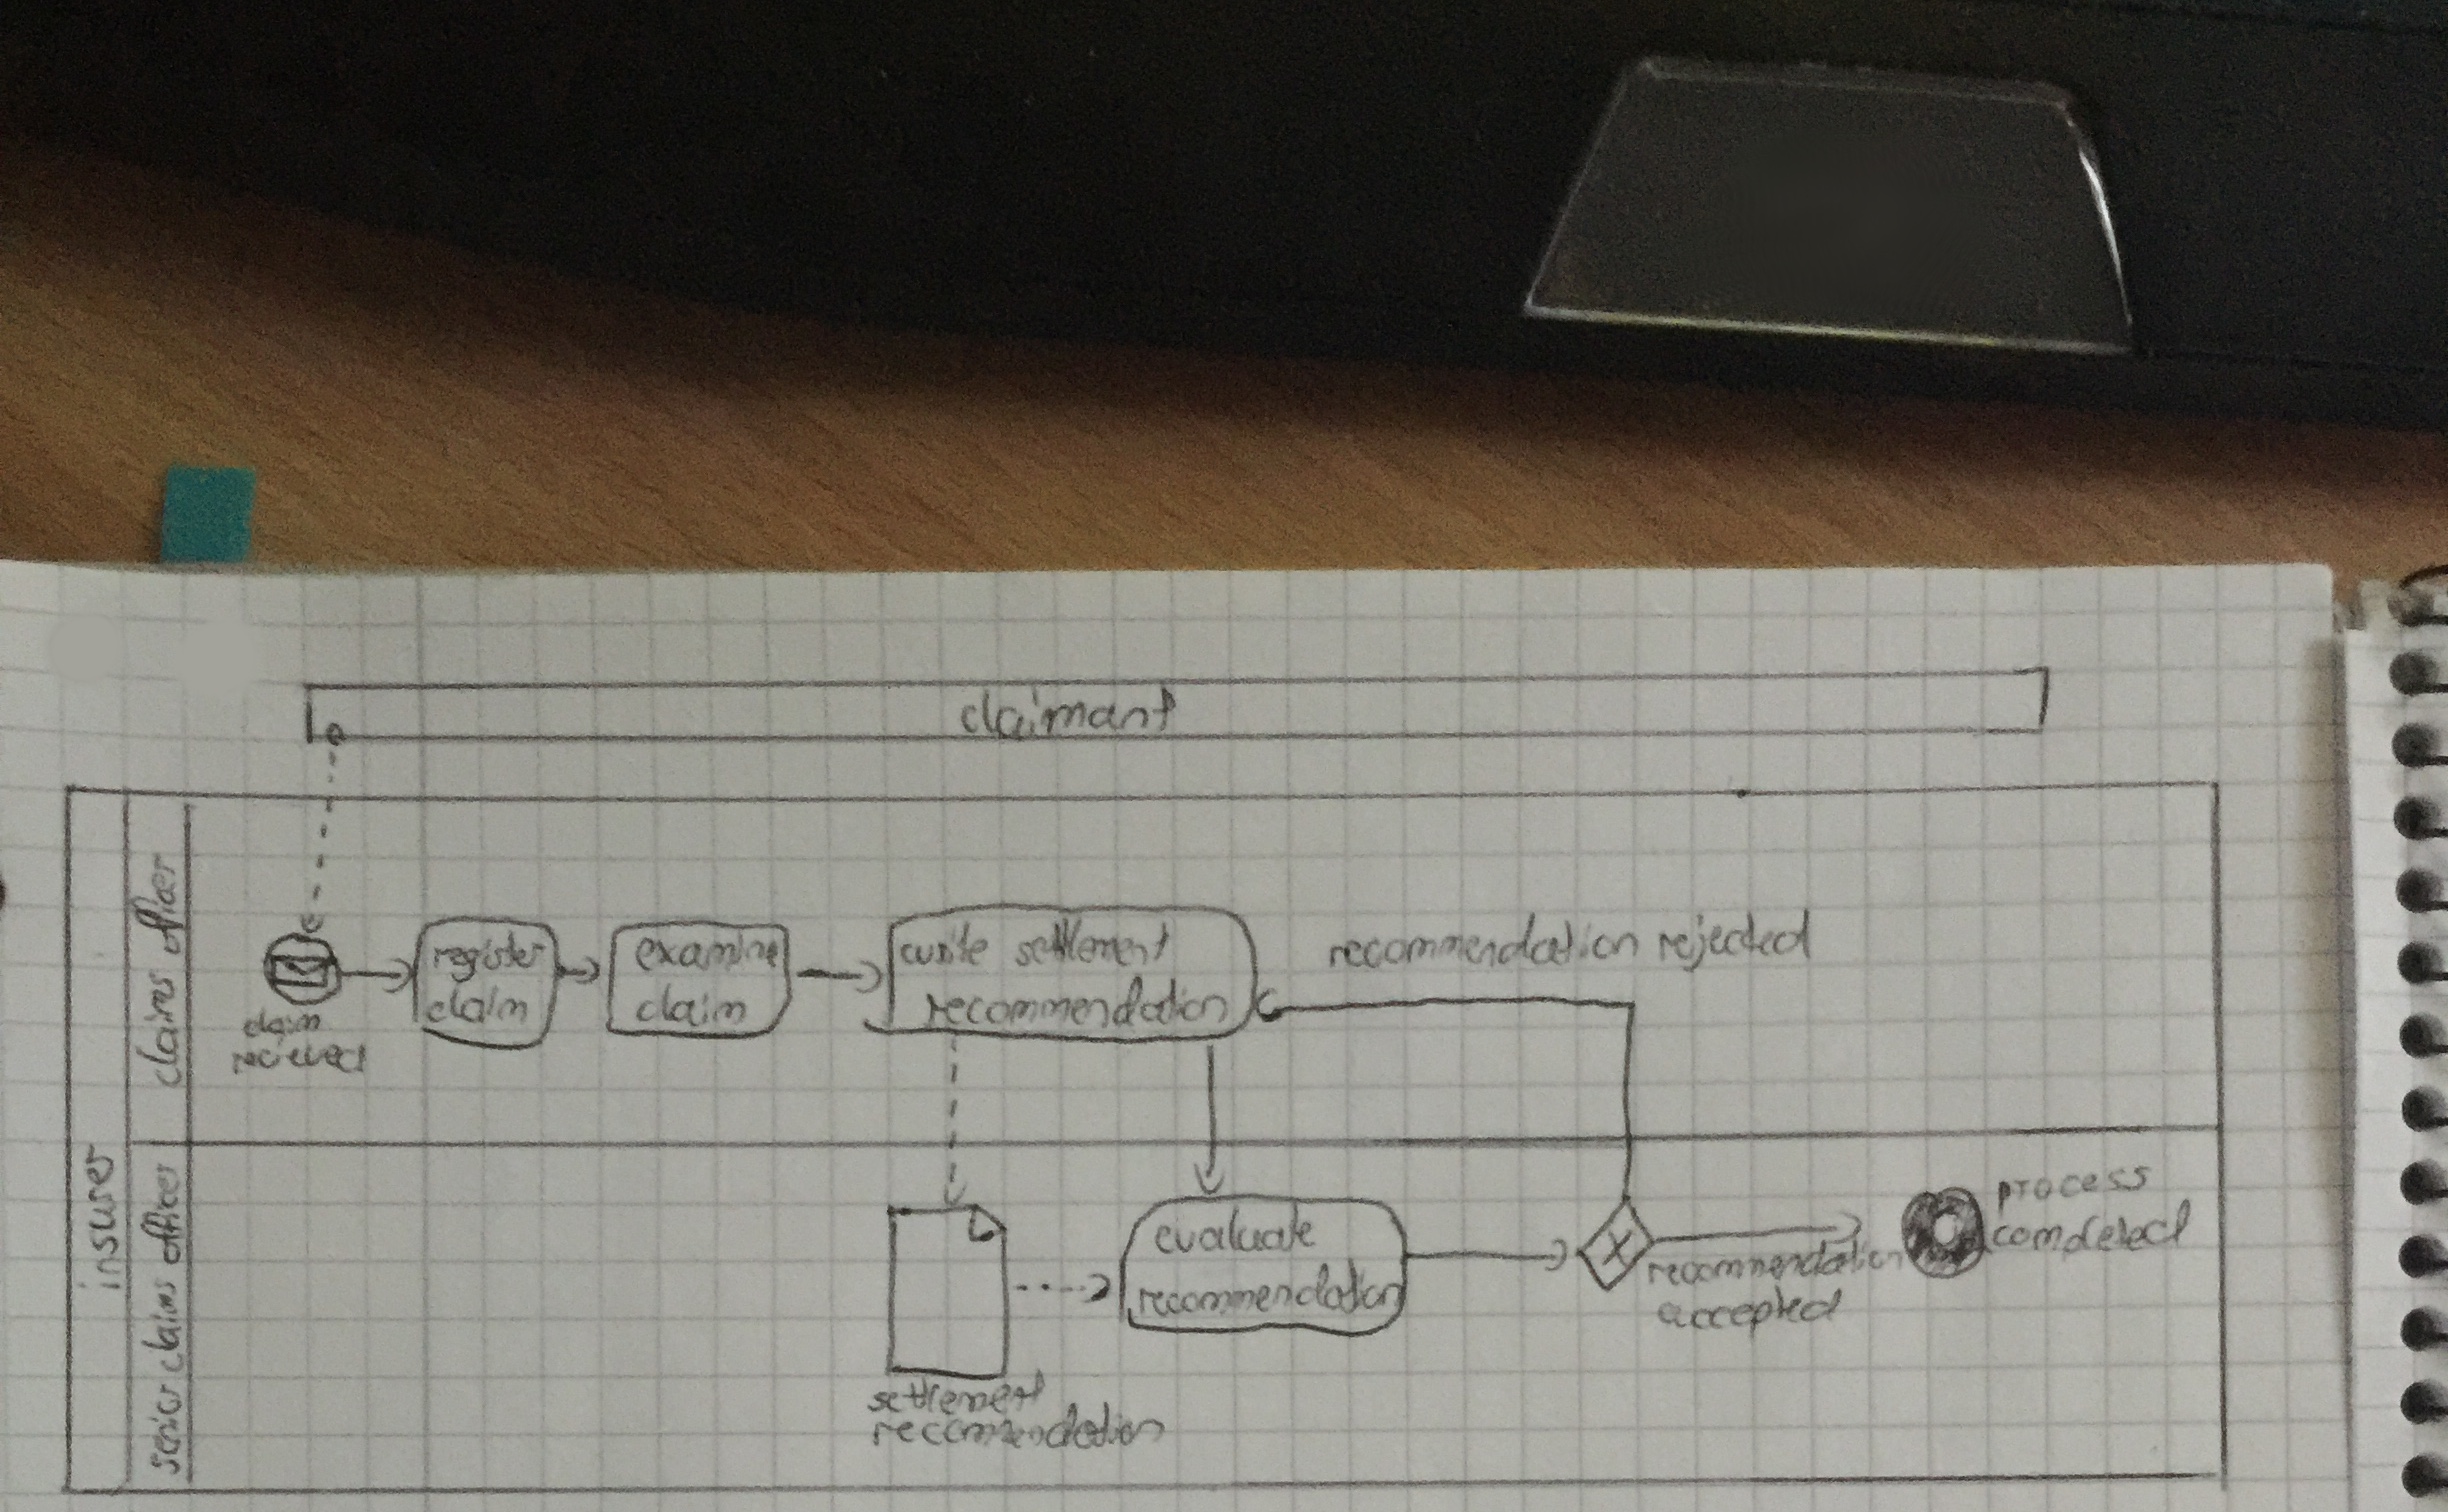 claimant
insurer
claims officer
claim
recieved
register
claim
examine
claim
write settlement
recommendation
recommendation rejected
senior claims officer
settlement
recommendation
evaluate
recommendation
X
recommendation
accepted
process
completed